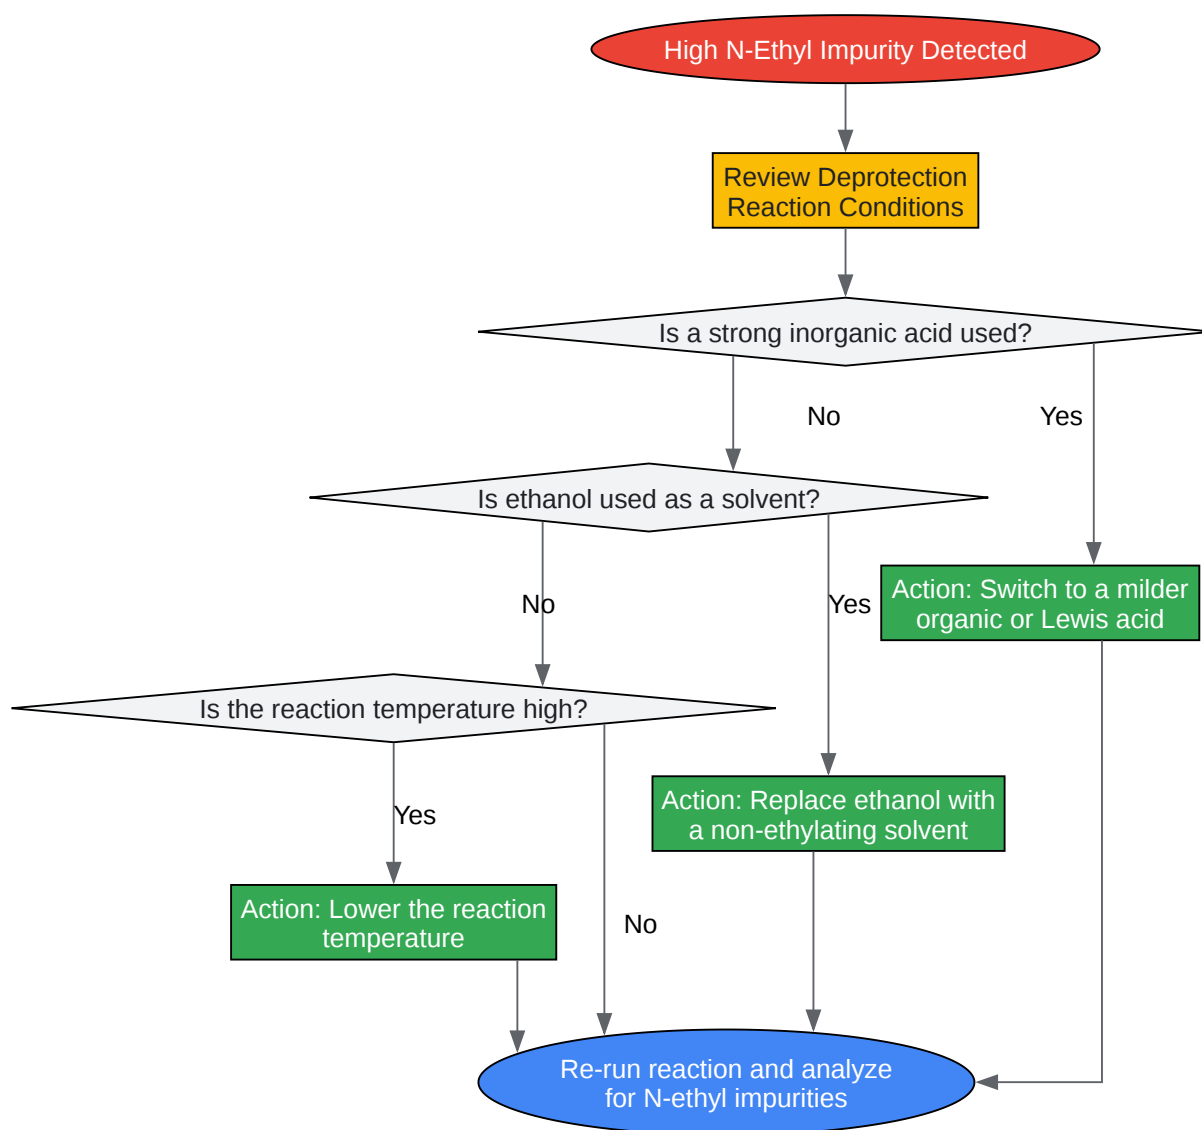 High N-Ethyl Impurity Detected
Review Deprotection
Reaction Conditions
Is a strong inorganic acid used?
No
Yes
Is ethanol used as a solvent?
Action: Switch to a milder
organic or Lewis acid
No
Yes
Is the reaction temperature high?
Action: Replace ethanol with
a non-ethylating solvent
Yes
Action: Lower the reaction
temperature
No
Re-run reaction and analyze
for N-ethyl impurities